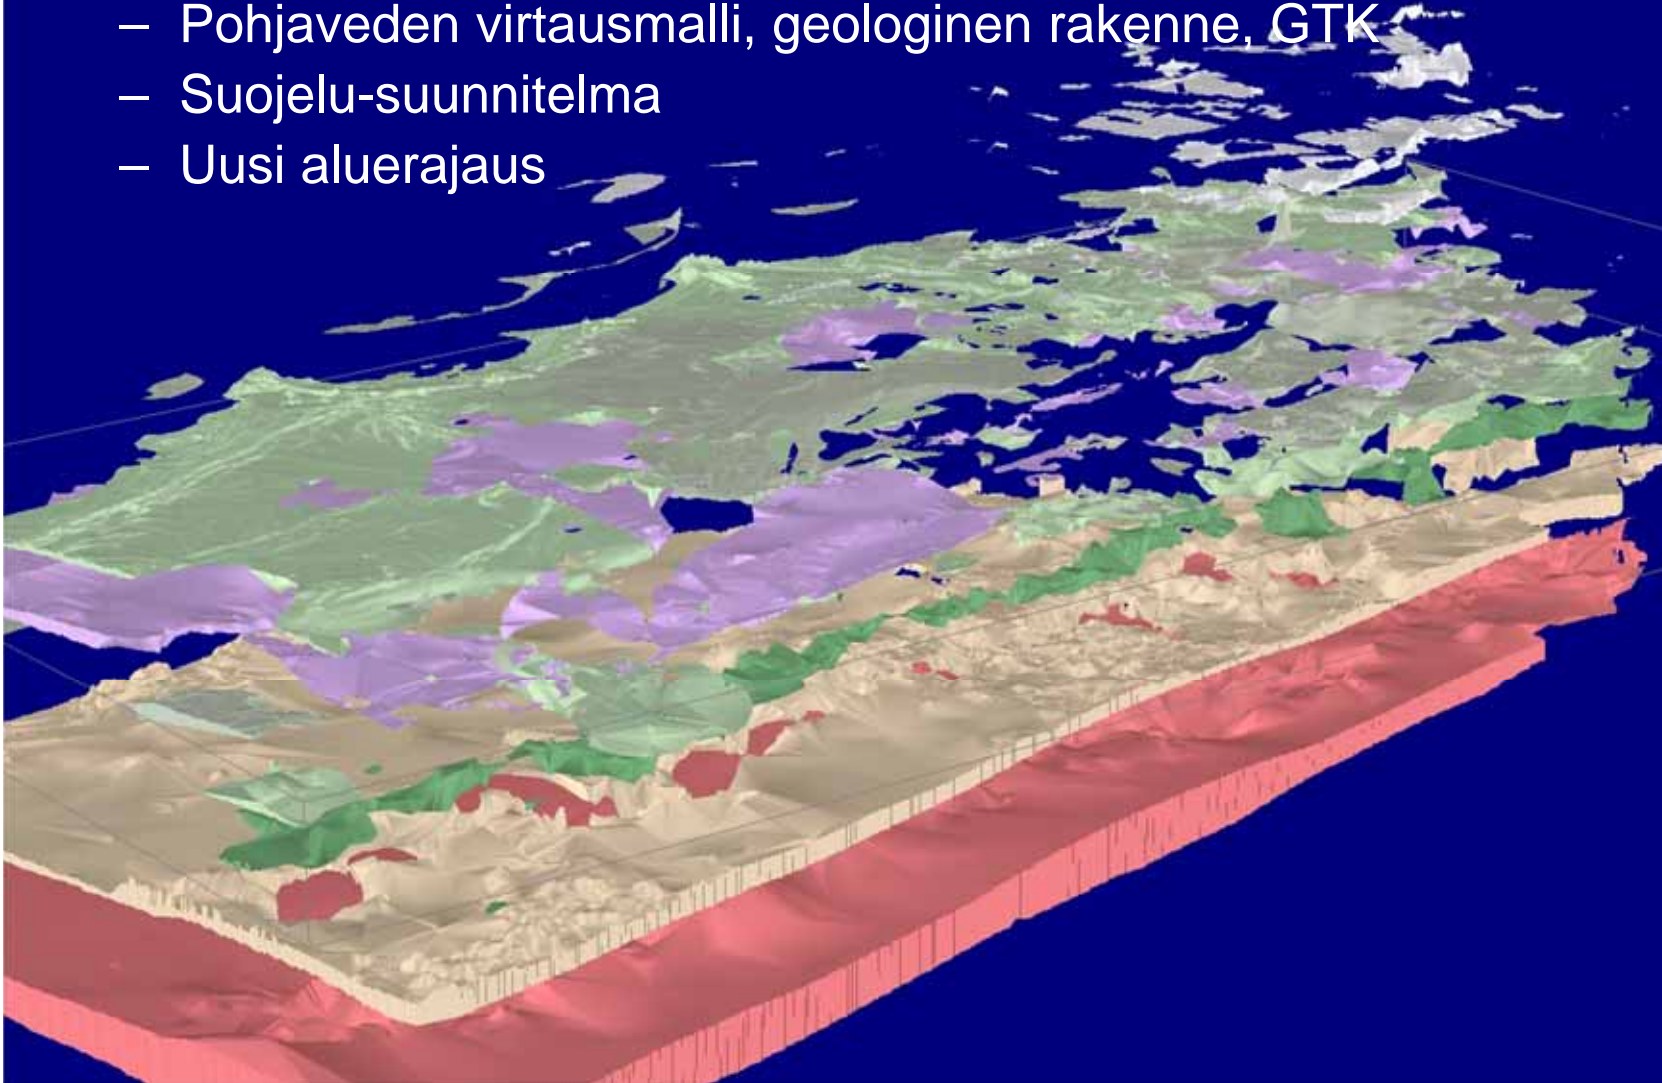 – Pohjaveden virtausmalli, geologinen rakenne, GTK
– Suojelu-suunnitelma
– Uusi aluerajaus